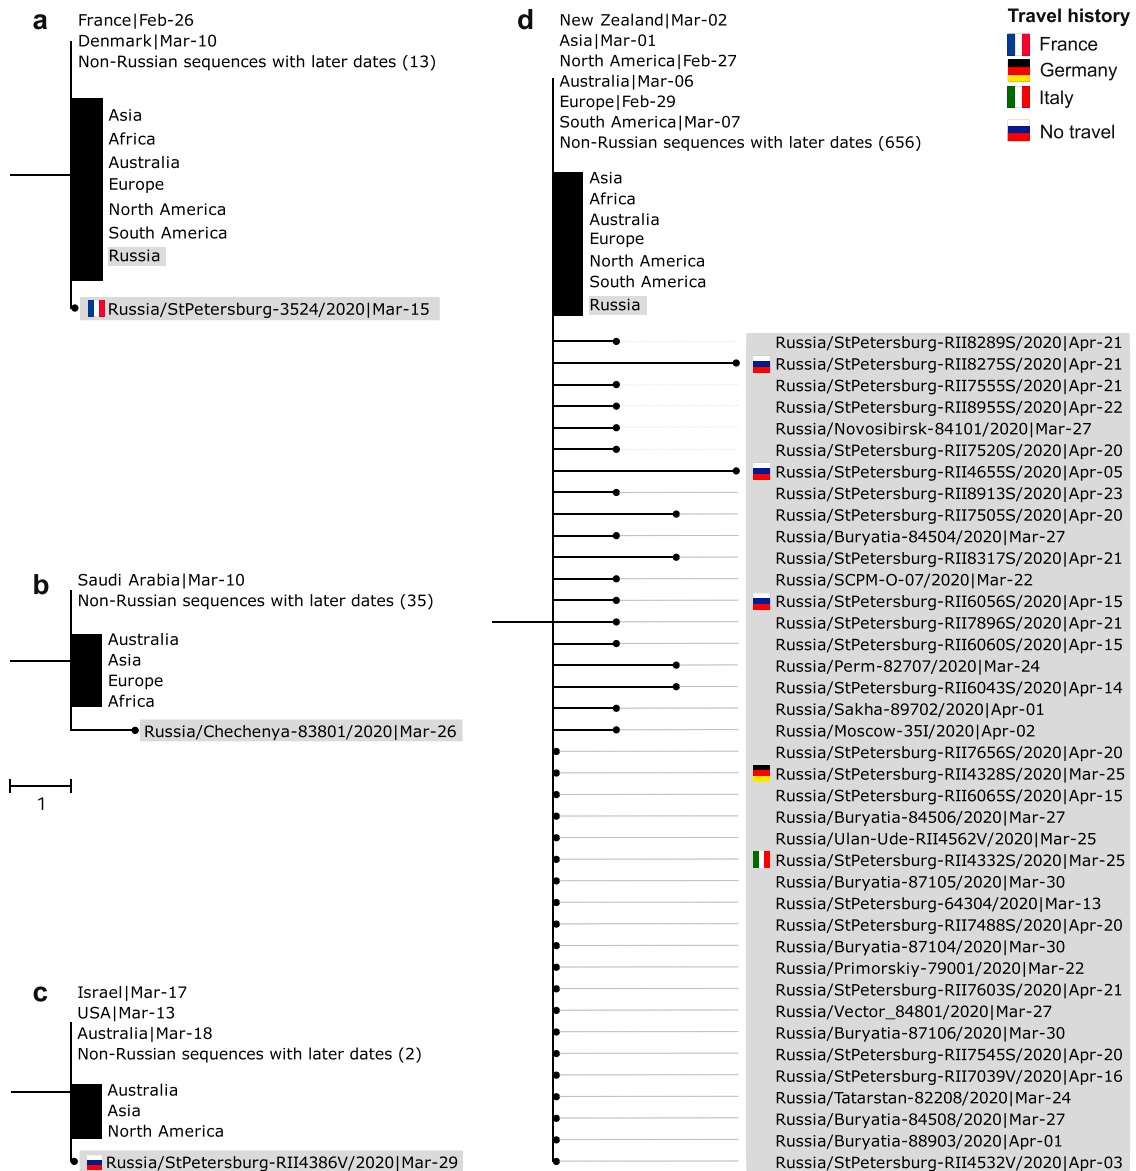 a
France|Feb-26
Denmark|Mar-10
Non-Russian sequences with later dates (13)
Asia
Africa
Australia
Europe
North America
South America
Russia
Russia/StPetersburg-3524/2020|Mar-15
b
Saudi Arabia|Mar-10
Non-Russian sequences with later dates (35)
Australia
Asia
Europe
Africa
Russia/Chechenya-83801/2020|Mar-26
1
c
Israel|Mar-17
USA|Mar-13
Australia|Mar-18
Non-Russian sequences with later dates (2)
Australia
Asia
North America
Russia/StPetersburg-RII4386V/2020|Mar-29
d
New Zealand|Mar-02
Asia|Mar-01
North America|Feb-27
Australia|Mar-06
Europe|Feb-29
South America|Mar-07
Non-Russian sequences with later dates (656)
Asia
Africa
Australia
Europe
North America
South America
Russia
Russia/StPetersburg-RII8289S/2020|Apr-21
Russia/StPetersburg-RII8275S/2020|Apr-21
Russia/StPetersburg-RII7555S/2020|Apr-21
Russia/StPetersburg-RII8955S/2020|Apr-22
Russia/Novosibirsk-84101/2020|Mar-27
Russia/StPetersburg-RII7520S/2020|Apr-20
Russia/StPetersburg-RII4655S/2020|Apr-05
Russia/StPetersburg-RII8913S/2020|Apr-23
Russia/StPetersburg-RII7505S/2020|Apr-20
Russia/Buryatia-84504/2020|Mar-27
Russia/StPetersburg-RII8317S/2020|Apr-21
Russia/SCPM-O-07/2020|Mar-22
Russia/StPetersburg-RII6056S/2020|Apr-15
Russia/StPetersburg-RII7896S/2020|Apr-21
Russia/StPetersburg-RII6060S/2020|Apr-15
Russia/Perm-82707/2020|Mar-24
Russia/StPetersburg-RII6043S/2020|Apr-14
Russia/Sakha-89702/2020|Apr-01
Russia/Moscow-35I/2020|Apr-02
Russia/StPetersburg-RII7656S/2020|Apr-20
Russia/StPetersburg-RII4328S/2020|Mar-25
Russia/StPetersburg-RII6065S/2020|Apr-15
Russia/Buryatia-84506/2020|Mar-27
Russia/Ulan-Ude-RII4562V/2020|Mar-25
Russia/StPetersburg-RII4332S/2020|Mar-25
Russia/Buryatia-87105/2020|Mar-30
Russia/StPetersburg-64304/2020|Mar-13
Russia/StPetersburg-RII7488S/2020|Apr-20
Russia/Buryatia-87104/2020|Mar-30
Russia/Primorskiy-79001/2020|Mar-22
Russia/StPetersburg-RII7603S/2020|Apr-21
Russia/Vector_84801/2020|Mar-27
Russia/Buryatia-87106/2020|Mar-30
Russia/StPetersburg-RII7545S/2020|Apr-20
Russia/StPetersburg-RII7039V/2020|Apr-16
Russia/Tatarstan-82208/2020|Mar-24
Russia/Buryatia-84508/2020|Mar-27
Russia/Buryatia-88903/2020|Apr-01
Russia/StPetersburg-RII4532V/2020|Apr-03
Travel history
France
Germany
Italy
No travel